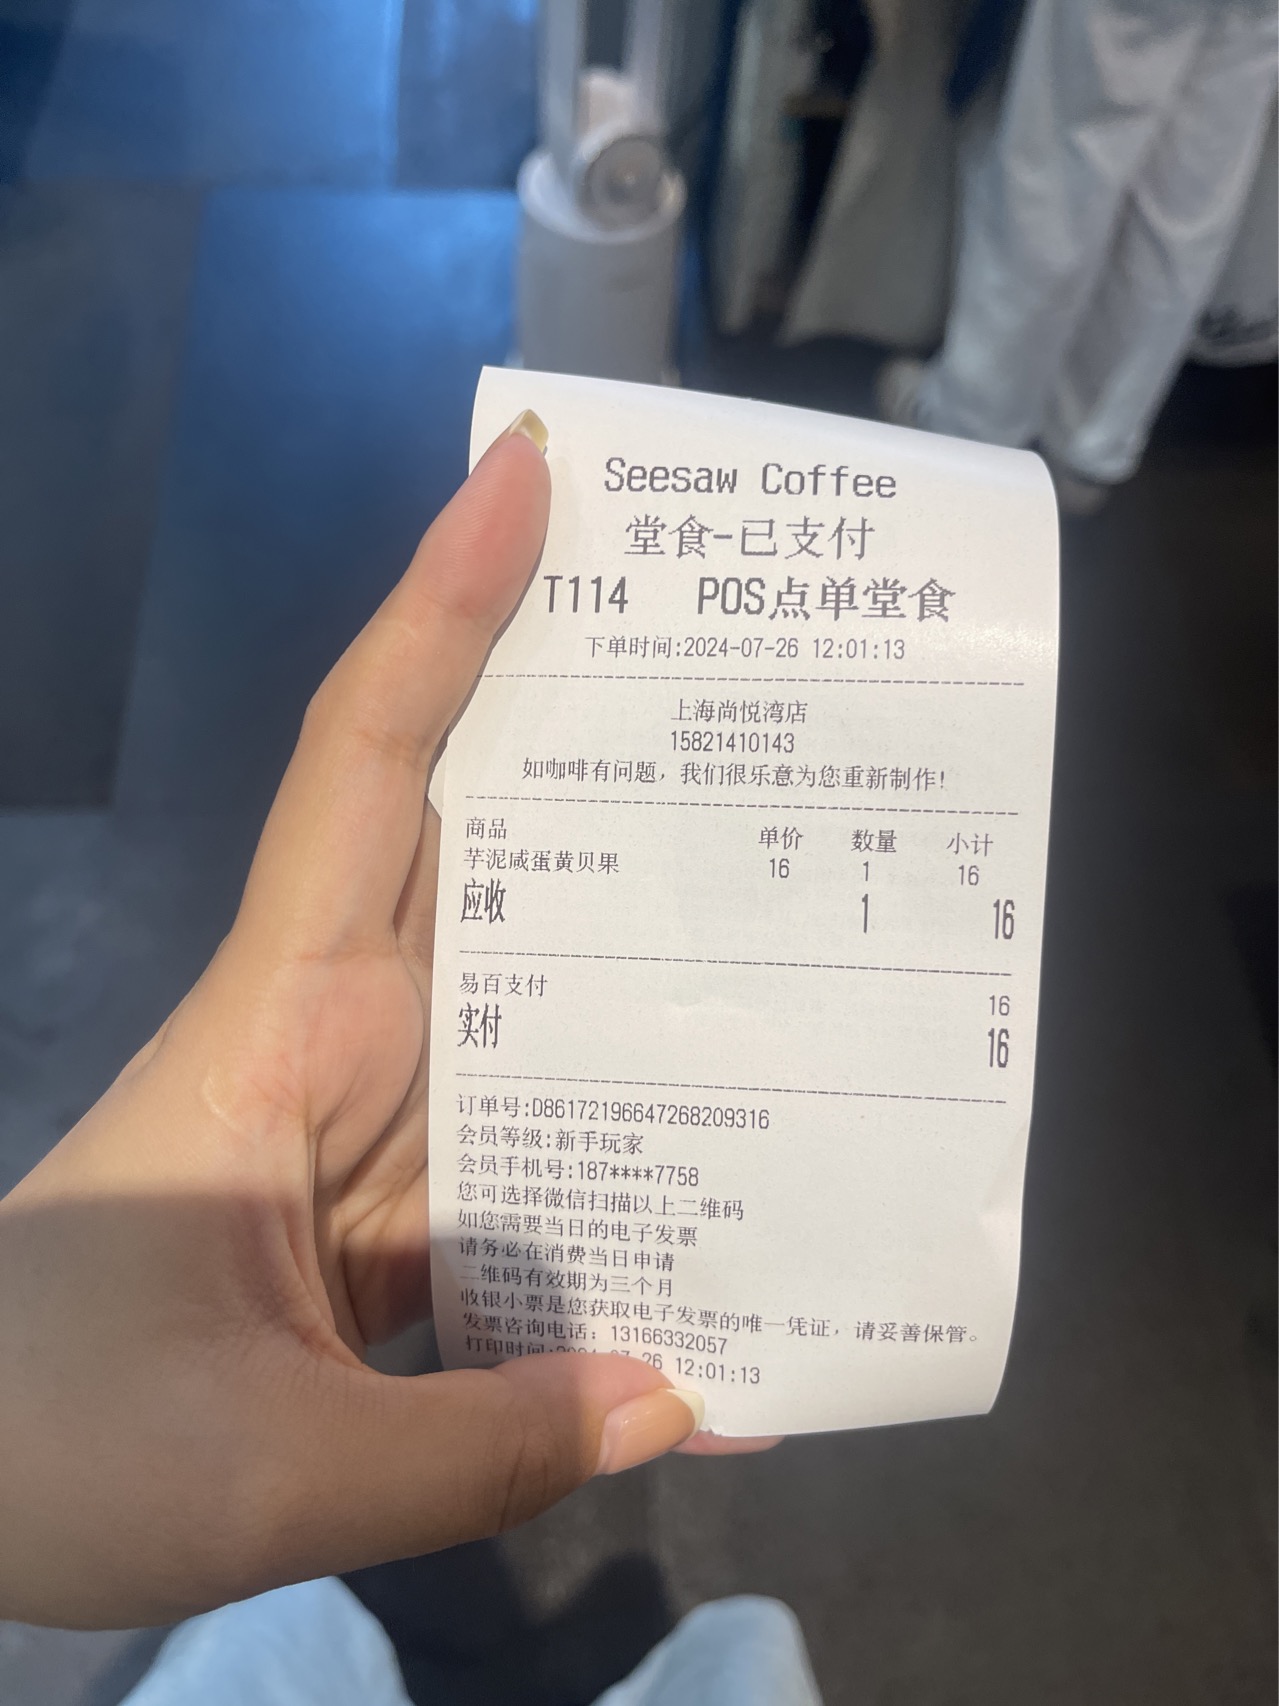 Seesaw Coffee
堂食-已支付
T114 POS点单堂食
下单时间:2024-07-26 12:01:13
上海尚悦湾店
15821410143
如咖啡有问题，我们很乐意为您重新制作!
商品 单价 数量 小计
芋泥咸蛋黄贝果 16 1 16
应收 1 16
易百支付 16
实付 16
订单号:D86172196647268209316
会员等级:新手玩家
会员手机号:187****7758
您可选择微信扫描以上二维码
如您需要当日的电子发票
请务必在消费当日申请
二维码有效期为三个月
收银小票是您获取电子发票的唯一凭证，请妥善保管。
发票咨询电话：13166332057
打印时间:2024-07-26 12:01:13